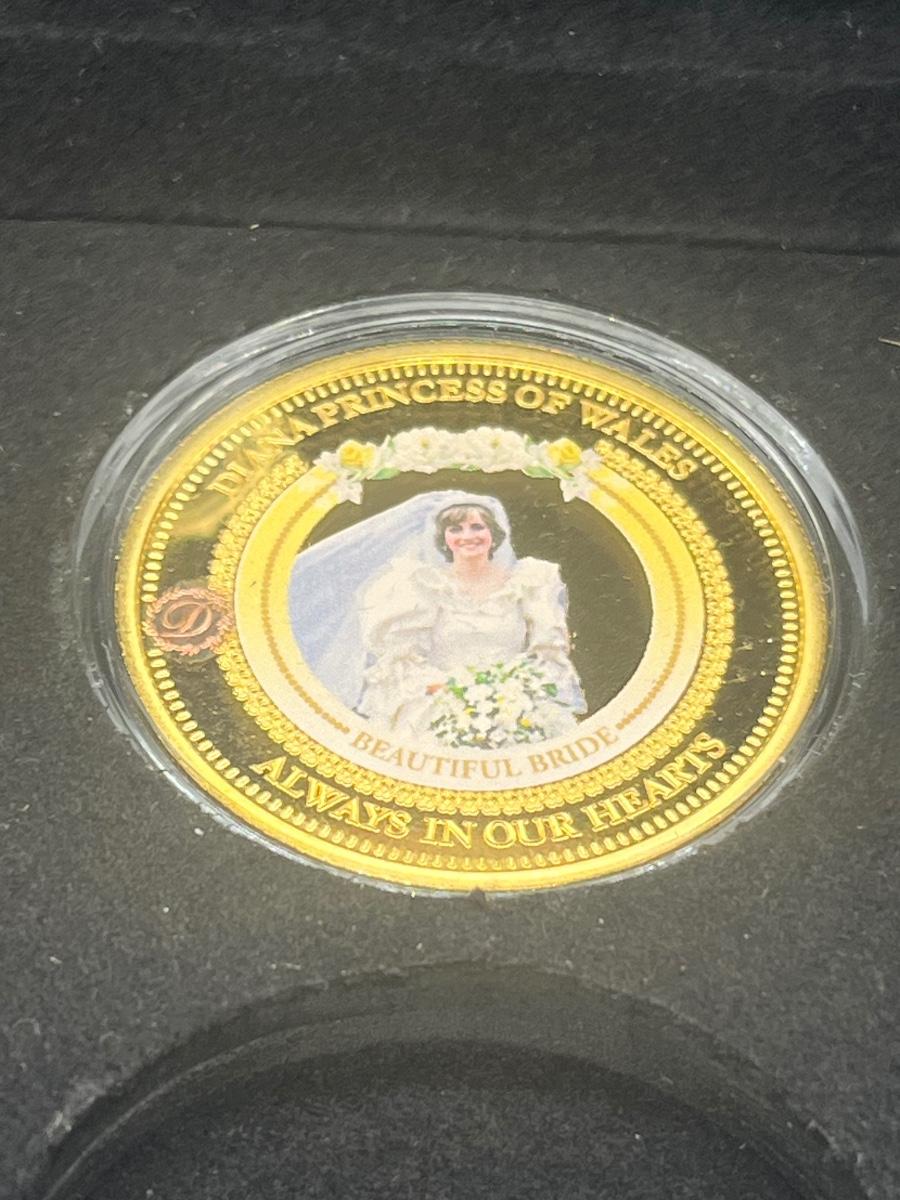 DIANA PRINCESS OF WALES
D
BEAUTIFUL BRIDE
ALWAYS IN OUR HEARTS